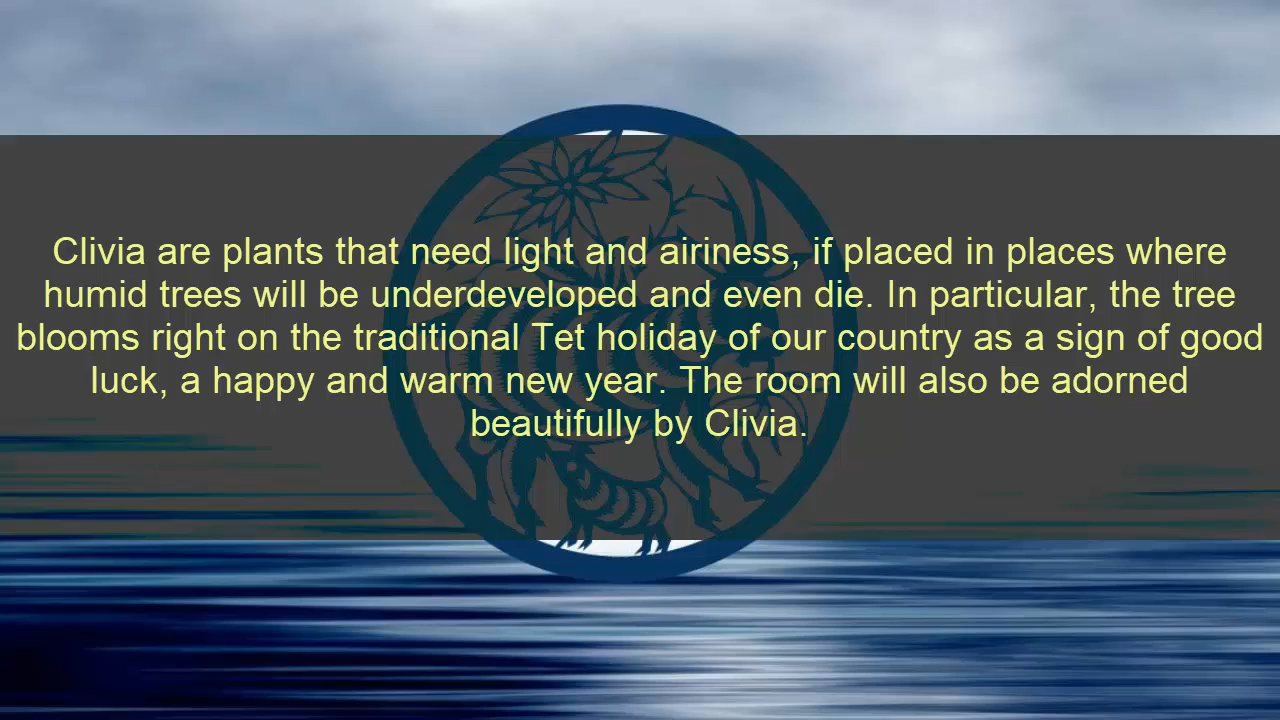 Clivia are plants that need light and airiness, if placed in places where
humid trees will be underdeveloped and even die. In particular, the tree
blooms right on the traditional Tet holiday of our country as a sign of good
luck, a happy and warm new year. The room will also be adorned
beautifully by Clivia.